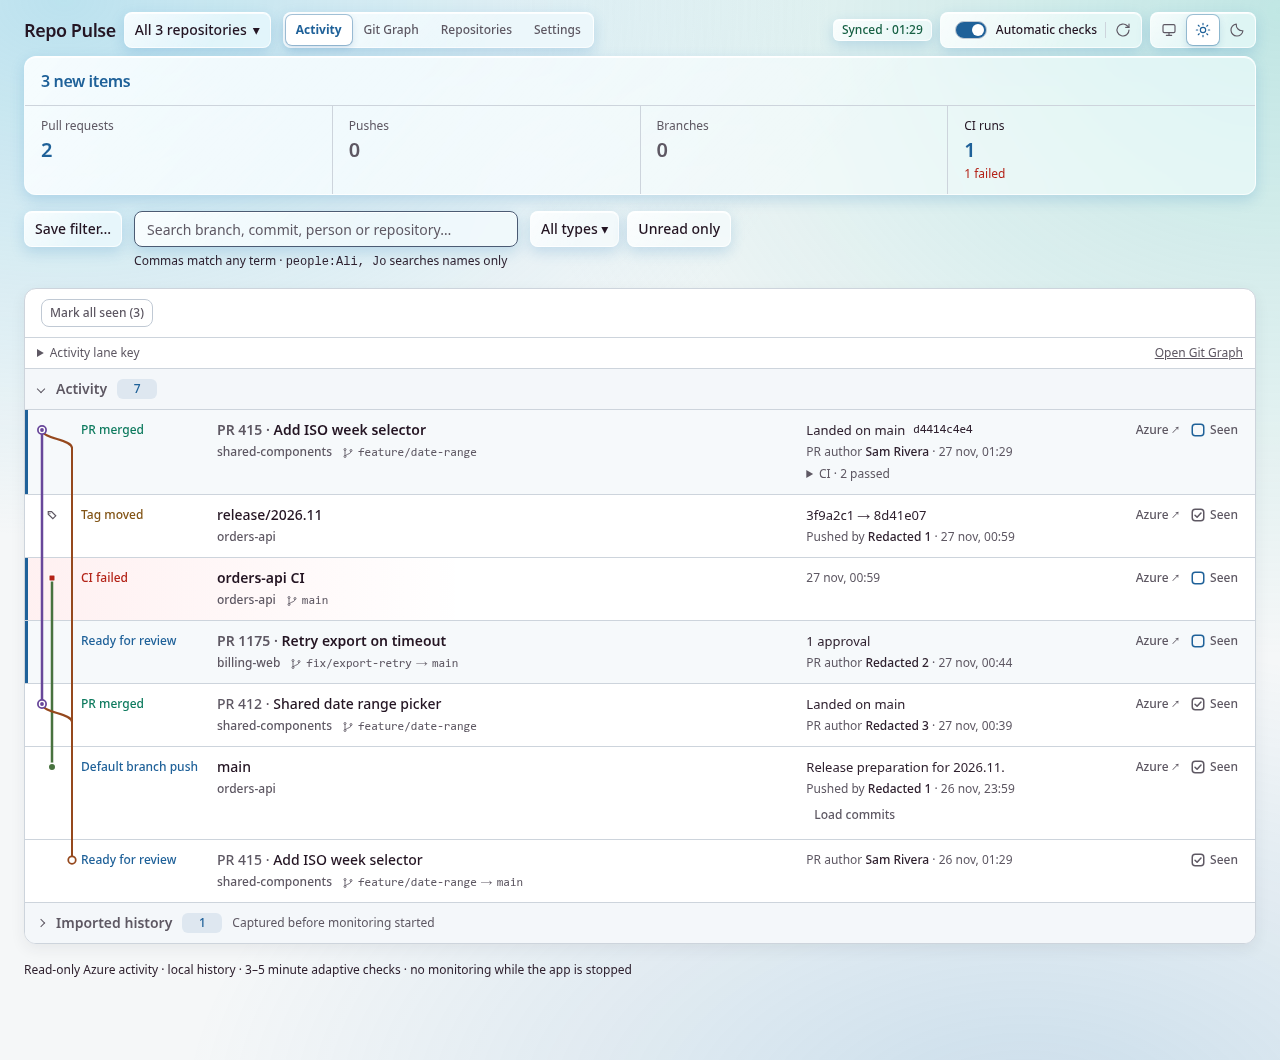 Repo Pulse All 3 repositories ▾ Activity Git Graph Repositories Settings Synced · 01:29 Automatic checks
3 new items
Pull requests Pushes Branches CI runs
2 0 0 1
1 failed
Save filter... Search branch, commit, person or repository... All types ▾ Unread only
Commas match any term · people:Ali, Jo searches names only
Mark all seen (3)
▶ Activity lane key Open Git Graph
Activity 7
PR merged PR 415 · Add ISO week selector Landed on main d4414c4e4 Azure ↗ Seen
shared-components feature/date-range PR author Sam Rivera · 27 nov, 01:29
▶ CI · 2 passed
Tag moved release/2026.11 3f9a2c1 → 8d41e07 Azure ↗ Seen
orders-api Pushed by Redacted 1 · 27 nov, 00:59
CI failed orders-api CI 27 nov, 00:59 Azure ↗ Seen
orders-api main
Ready for review PR 1175 · Retry export on timeout 1 approval Azure ↗ Seen
billing-web fix/export-retry → main PR author Redacted 2 · 27 nov, 00:44
PR merged PR 412 · Shared date range picker Landed on main Azure ↗ Seen
shared-components feature/date-range PR author Redacted 3 · 27 nov, 00:39
Default branch push main Release preparation for 2026.11. Azure ↗ Seen
orders-api Pushed by Redacted 1 · 26 nov, 23:59
Load commits
Ready for review PR 415 · Add ISO week selector PR author Sam Rivera · 26 nov, 01:29 Seen
shared-components feature/date-range → main
Imported history 1 Captured before monitoring started
Read-only Azure activity · local history · 3–5 minute adaptive checks · no monitoring while the app is stopped